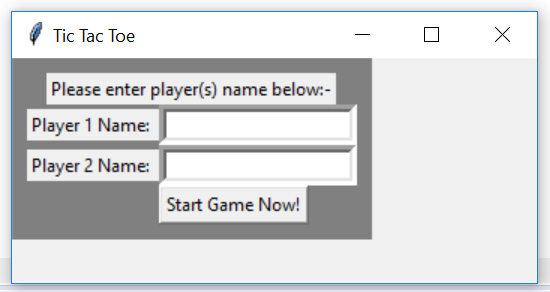 Tic Tac Toe
Please enter player(s) name below:-
Player 1 Name:
Player 2 Name:
Start Game Now!